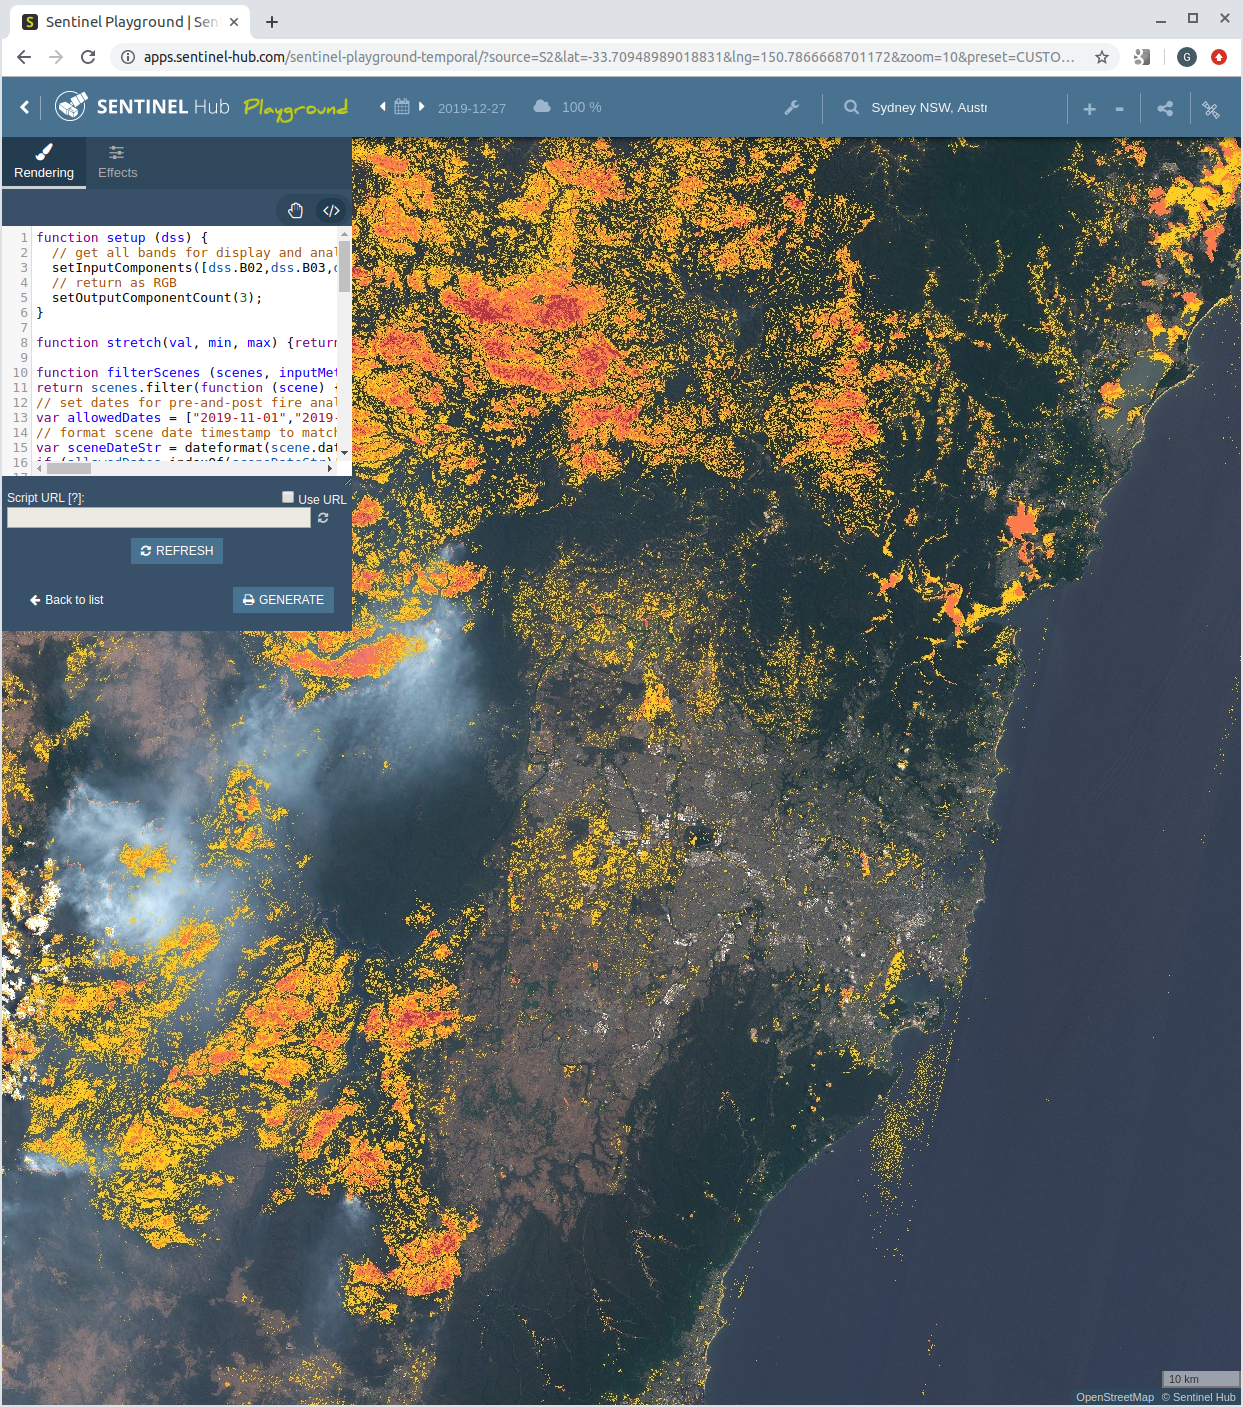 Sentinel Playground | Sen
apps.sentinel-hub.com/sentinel-playground-temporal/?source=S2&lat=-33.70948989018831&lng=150.7866668701172&zoom=10&preset=CUSTO...
G
SENTINEL Hub Playground
2019-12-27
100 %
Sydney NSW, Austr
+ -
Rendering
Effects
</>
1 function setup (dss) {
2 // get all bands for display and anal
3 setInputComponents([dss.B02,dss.B03,d
4 // return as RGB
5 setOutputComponentCount(3);
6 }
7
8 function stretch(val, min, max) {return
9
10 function filterScenes (scenes, inputMet
11 return scenes.filter(function (scene) {
12 // set dates for pre-and-post fire anal
13 var allowedDates = ["2019-11-01","2019-
14 // format scene date timestamp to match
15 var sceneDateStr = dateformat(scene.dat
16 if (allowedDates.indexOf(sceneDateStr)
Script URL [?]:
Use URL
REFRESH
Back to list
GENERATE
10 km
OpenStreetMap © Sentinel Hub